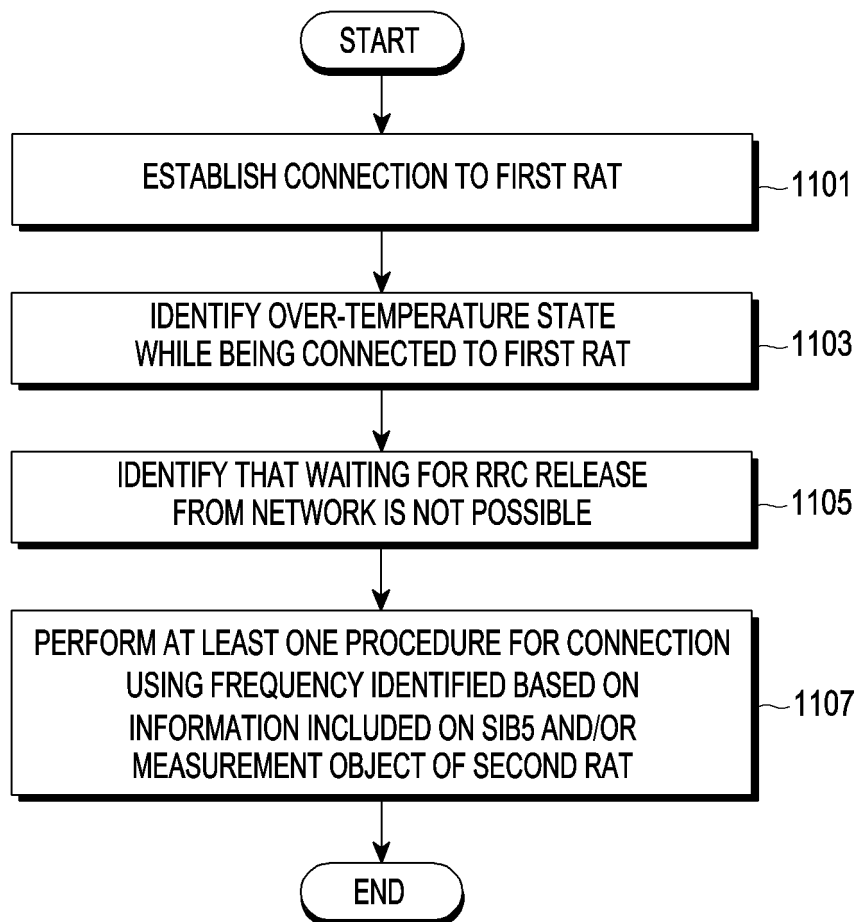 START
ESTABLISH CONNECTION TO FIRST RAT
1101
IDENTIFY OVER-TEMPERATURE STATE
WHILE BEING CONNECTED TO FIRST RAT
1103
IDENTIFY THAT WAITING FOR RRC RELEASE
FROM NETWORK IS NOT POSSIBLE
1105
PERFORM AT LEAST ONE PROCEDURE FOR CONNECTION
USING FREQUENCY IDENTIFIED BASED ON
INFORMATION INCLUDED ON SIB5 AND/OR
MEASUREMENT OBJECT OF SECOND RAT
1107
END